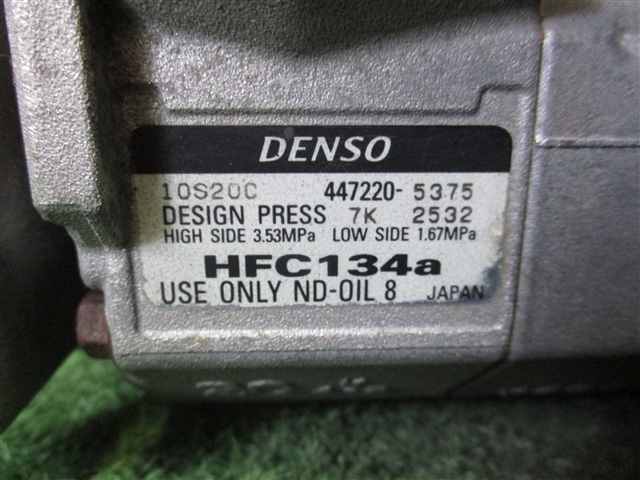 DENSO
10S20C 447220-5375
DESIGN PRESS 7K 2532
HIGH SIDE 3.53MPa LOW SIDE 1.67MPa
HFC134a
USE ONLY ND-OIL 8 JAPAN